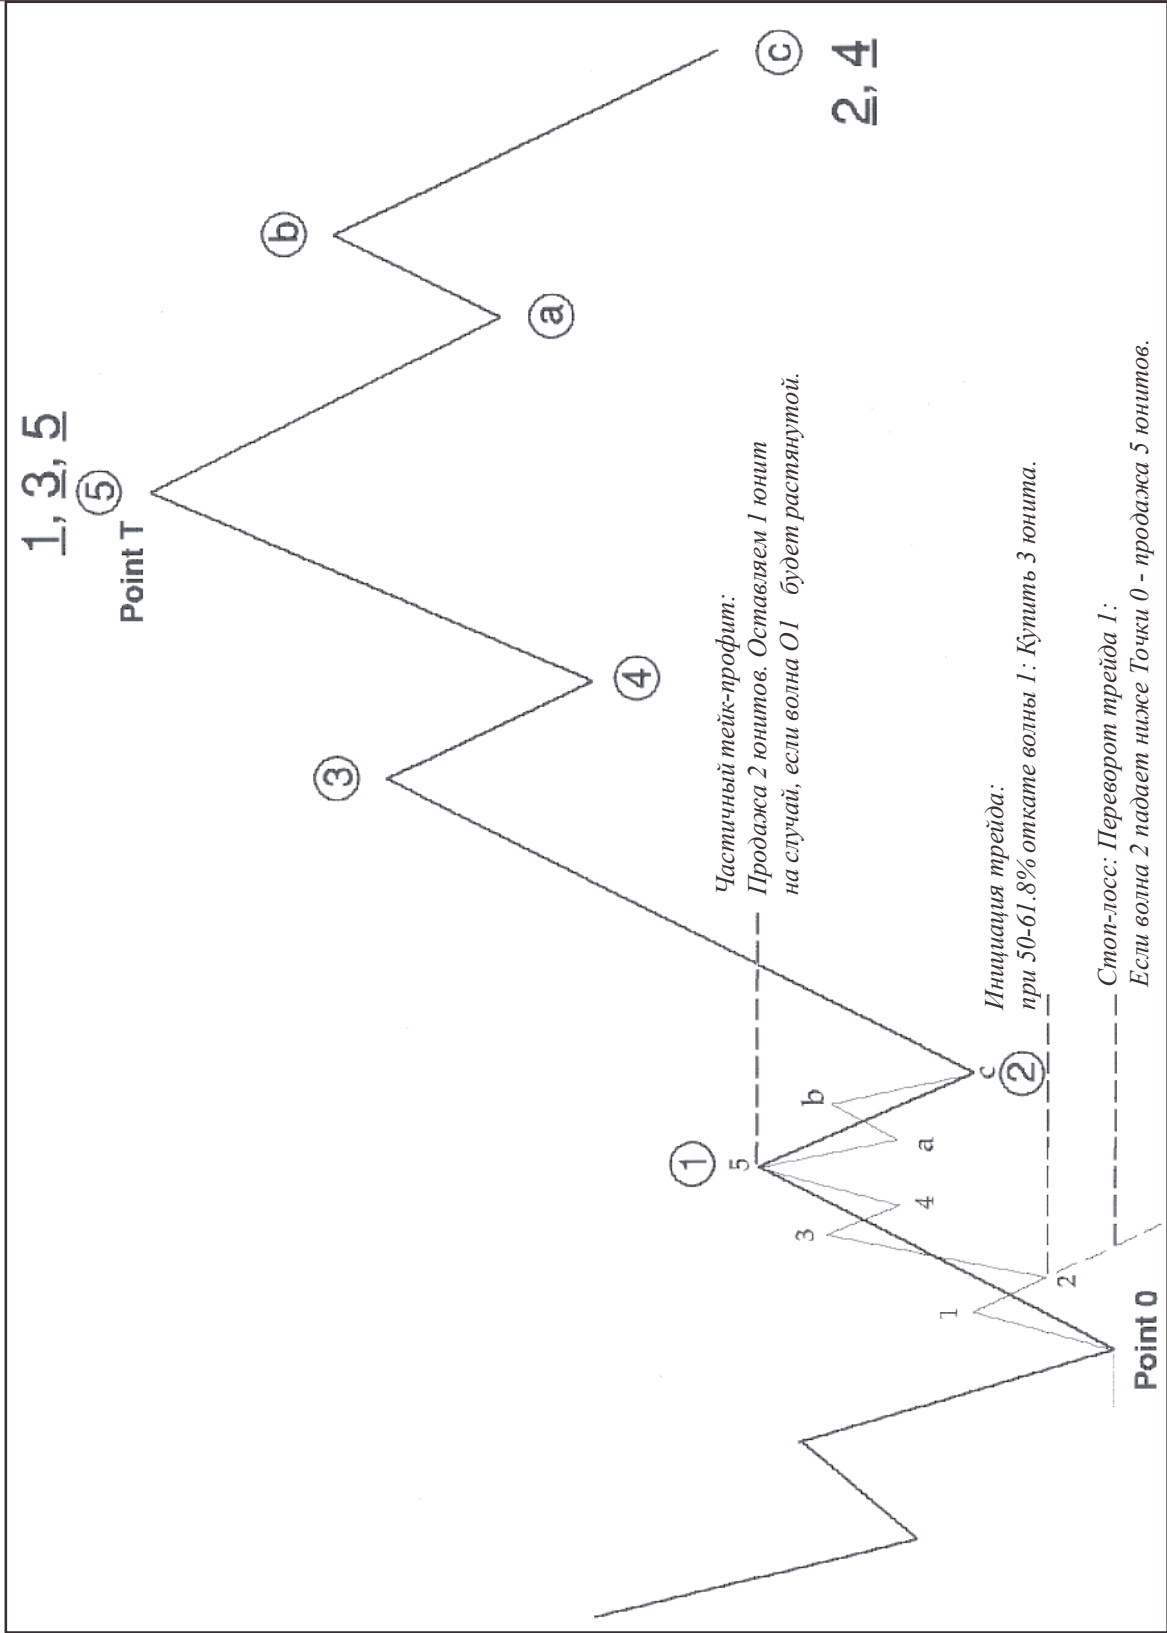 1, 3, 5
⑤
Point T
ⓑ
ⓐ
ⓒ
2, 4
③
④
Частичный тейк-профит:
Продажа 2 юнитов. Оставляем 1 юнит
на случай, если волна О1 будет растянутой.
①
5
b
3
a
4
c
②
1
2
Инициация трейда:
при 50-61.8% откате волны 1: Купить 3 юнита.
Стоп-лосс: Переворот трейда 1:
Если волна 2 падает ниже Точки 0 - продажа 5 юнитов.
Point 0